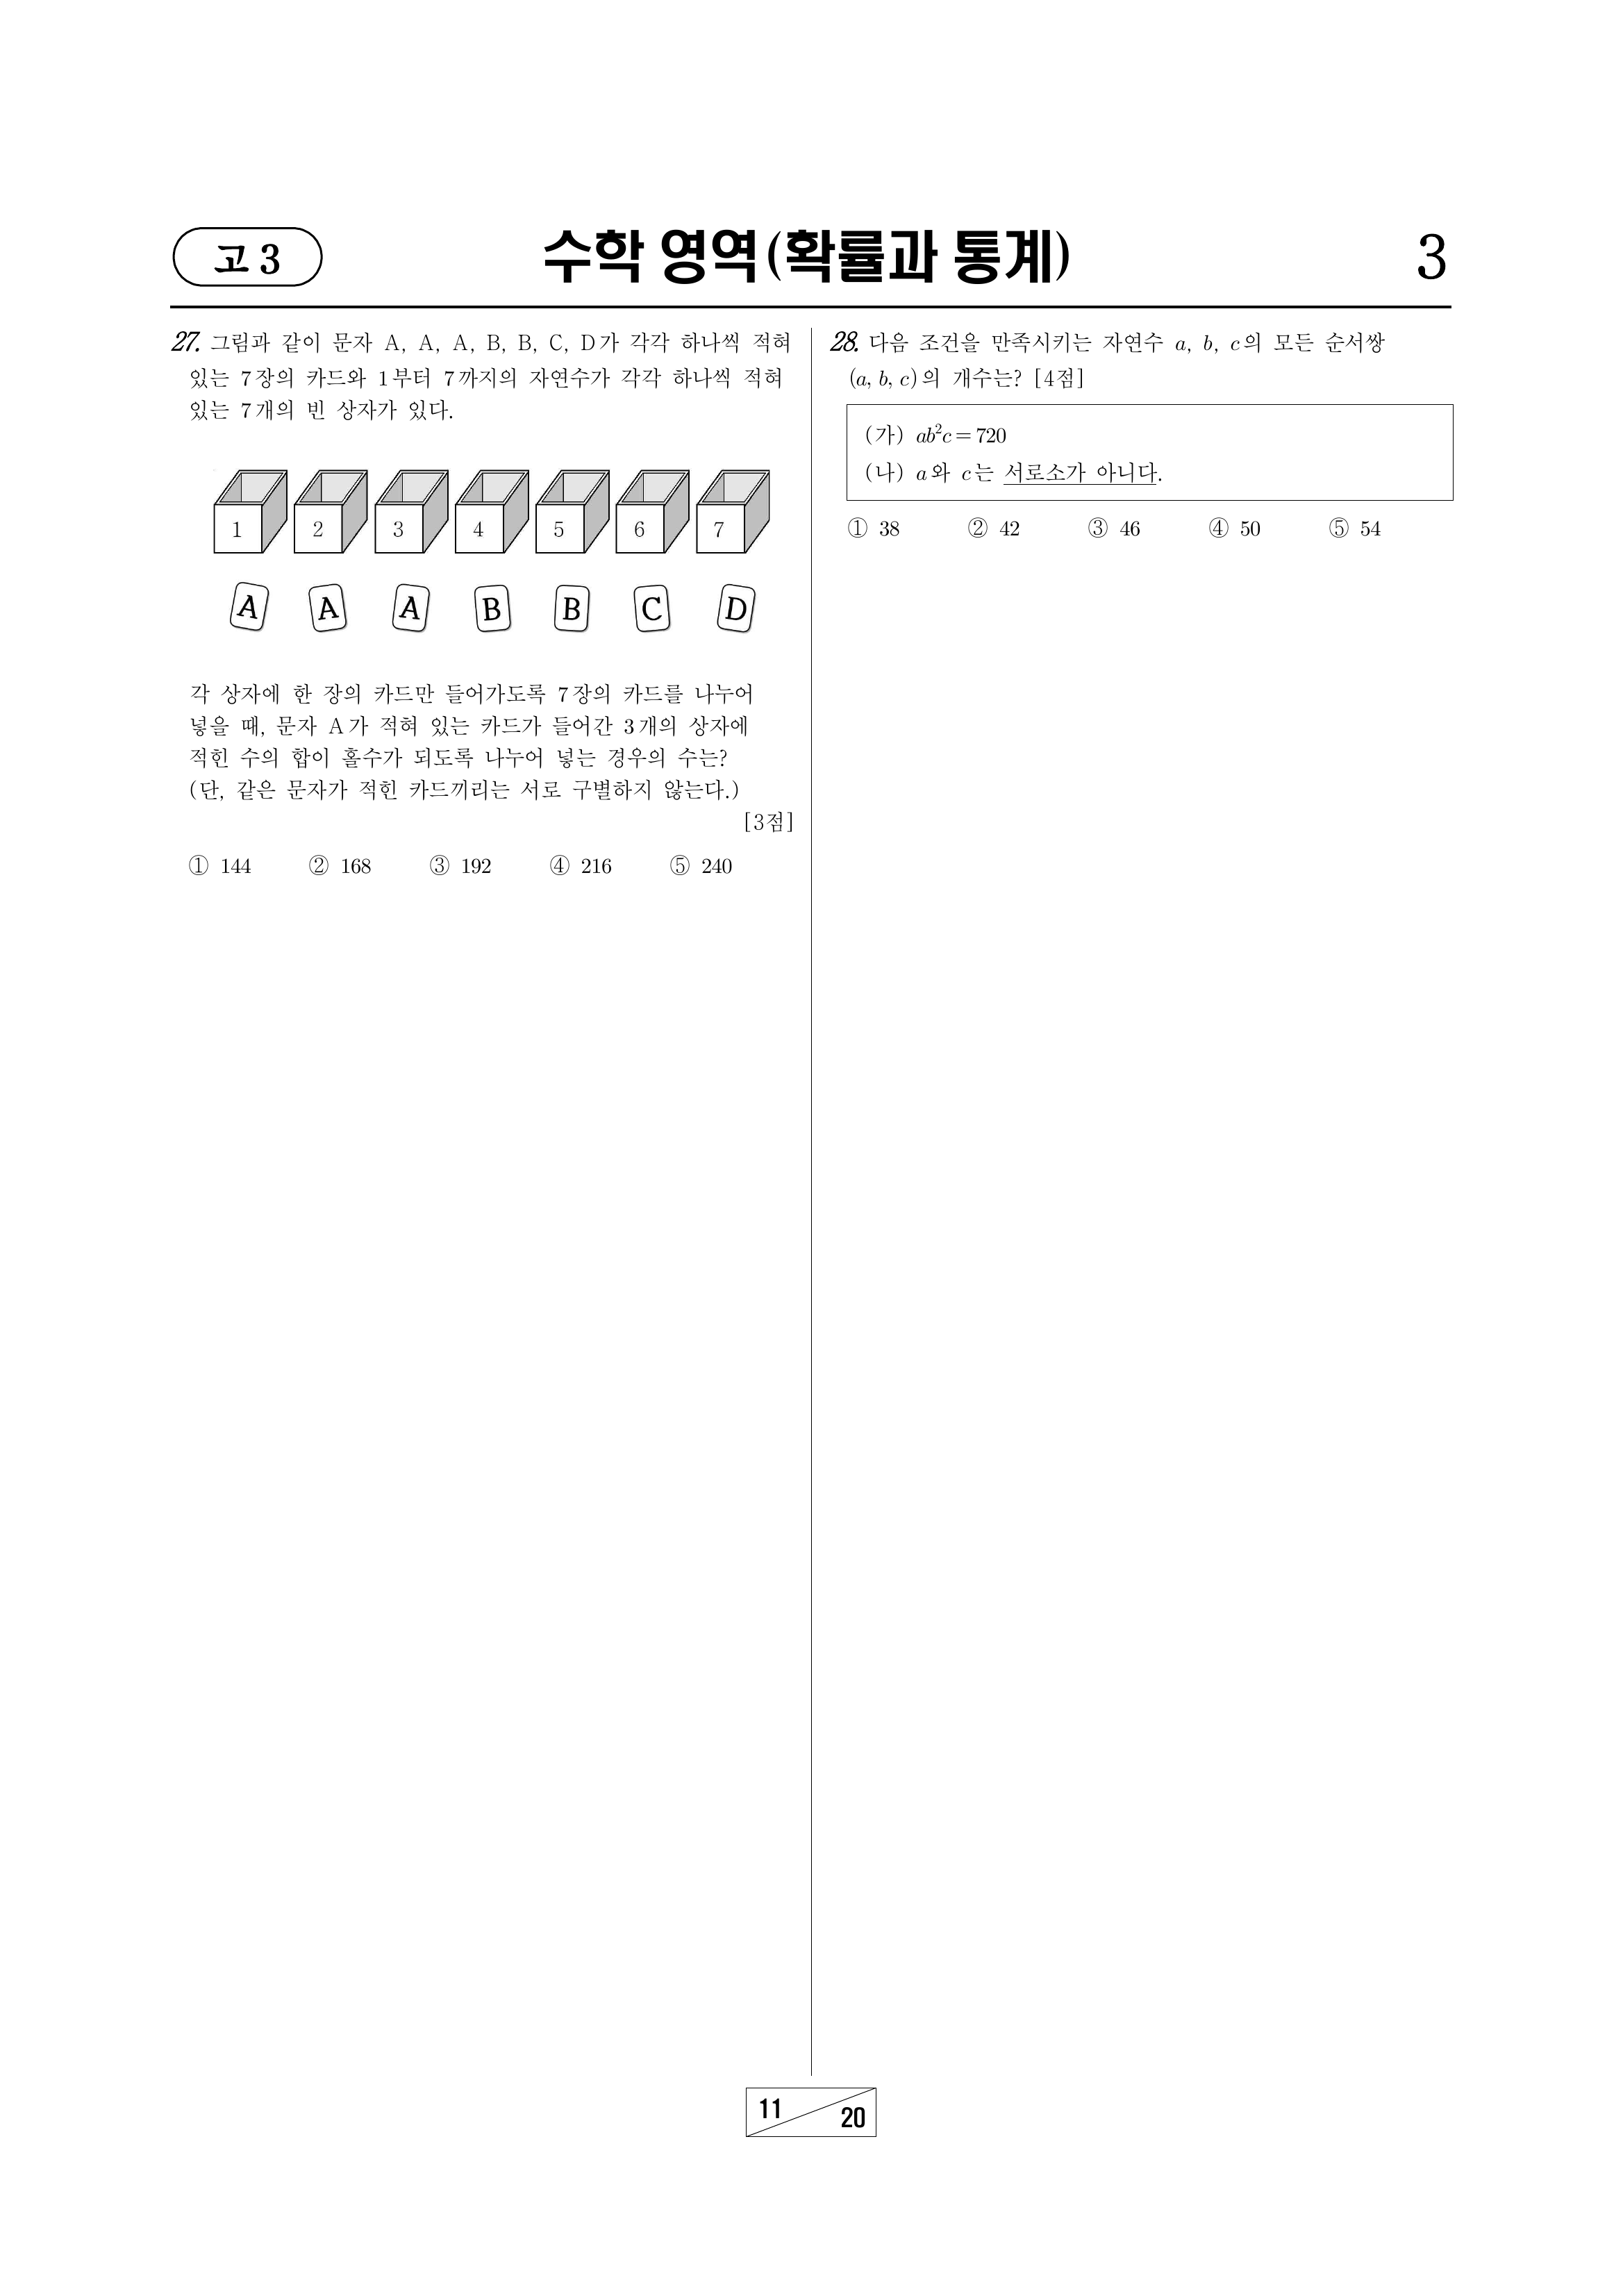 고 3
수학 영역(확률과 통계)
3
27. 그림과 같이 문자 A, A, A, B, B, C, D가 각각 하나씩 적혀
있는 7장의 카드와 1부터 7까지의 자연수가 각각 하나씩 적혀
있는 7개의 빈 상자가 있다.
1 2 3 4 5 6 7
A A A B B C D
각 상자에 한 장의 카드만 들어가도록 7장의 카드를 나누어
넣을 때, 문자 A가 적혀 있는 카드가 들어간 3개의 상자에
적힌 수의 합이 홀수가 되도록 나누어 넣는 경우의 수는?
(단, 같은 문자가 적힌 카드끼리는 서로 구별하지 않는다.)
[3점]
① 144 ② 168 ③ 192 ④ 216 ⑤ 240
28. 다음 조건을 만족시키는 자연수 a, b, c의 모든 순서쌍
(a, b, c)의 개수는? [4점]
(가) ab²c = 720
(나) a와 c는 서로소가 아니다.
① 38 ② 42 ③ 46 ④ 50 ⑤ 54
11
20